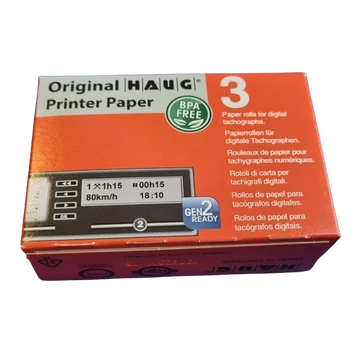 Original HAUG®
Printer Paper
BPA
FREE
3
Paper rolls for digital
tachographs.
Papierrollen für
digitale Tachographen.
Rouleaux de papier pour
tachygraphes numériques.
Rotoli di carta per
tachigrafi digitali.
Rollos de papel para
tacógrafos digitales.
Rolos de papel para
tacógrafos digitais.
1 1h15 00h15
80km/h 18:10
2
GEN2
READY
HAUG